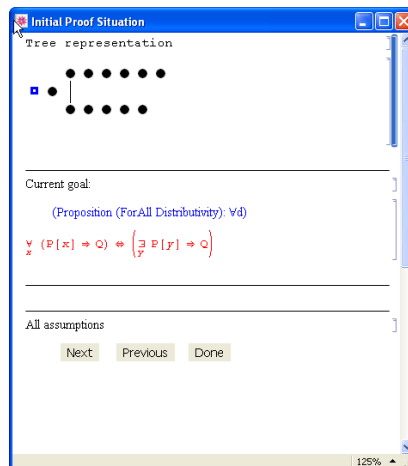 Initial Proof Situation
Tree representation
Current goal:
(Proposition (ForAll Distributivity): ∀d)
∀ (P[x] ⇒ Q) ⇔ (∃ P[y] ⇒ Q)
x y
All assumptions
Next Previous Done
125%